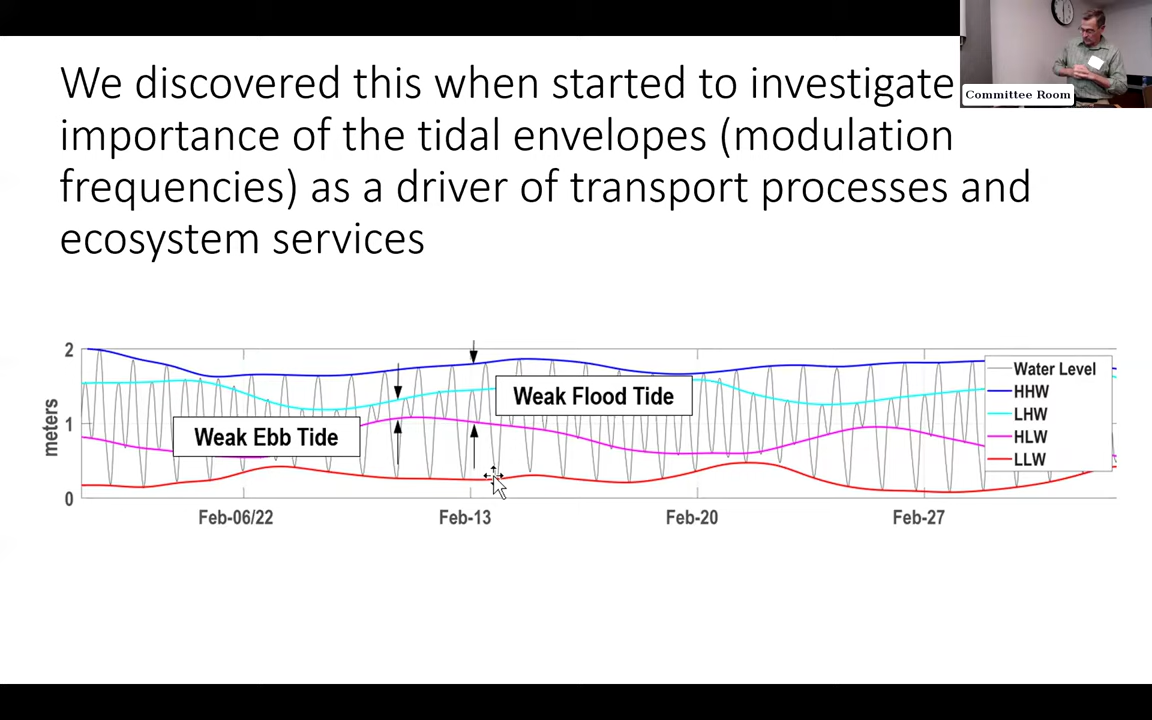 We discovered this when started to investigate
importance of the tidal envelopes (modulation
frequencies) as a driver of transport processes and
ecosystem services
Committee Room
2
1
0
meters
Weak Ebb Tide
Weak Flood Tide
Water Level
HHW
LHW
HLW
LLW
Feb-06/22
Feb-13
Feb-20
Feb-27